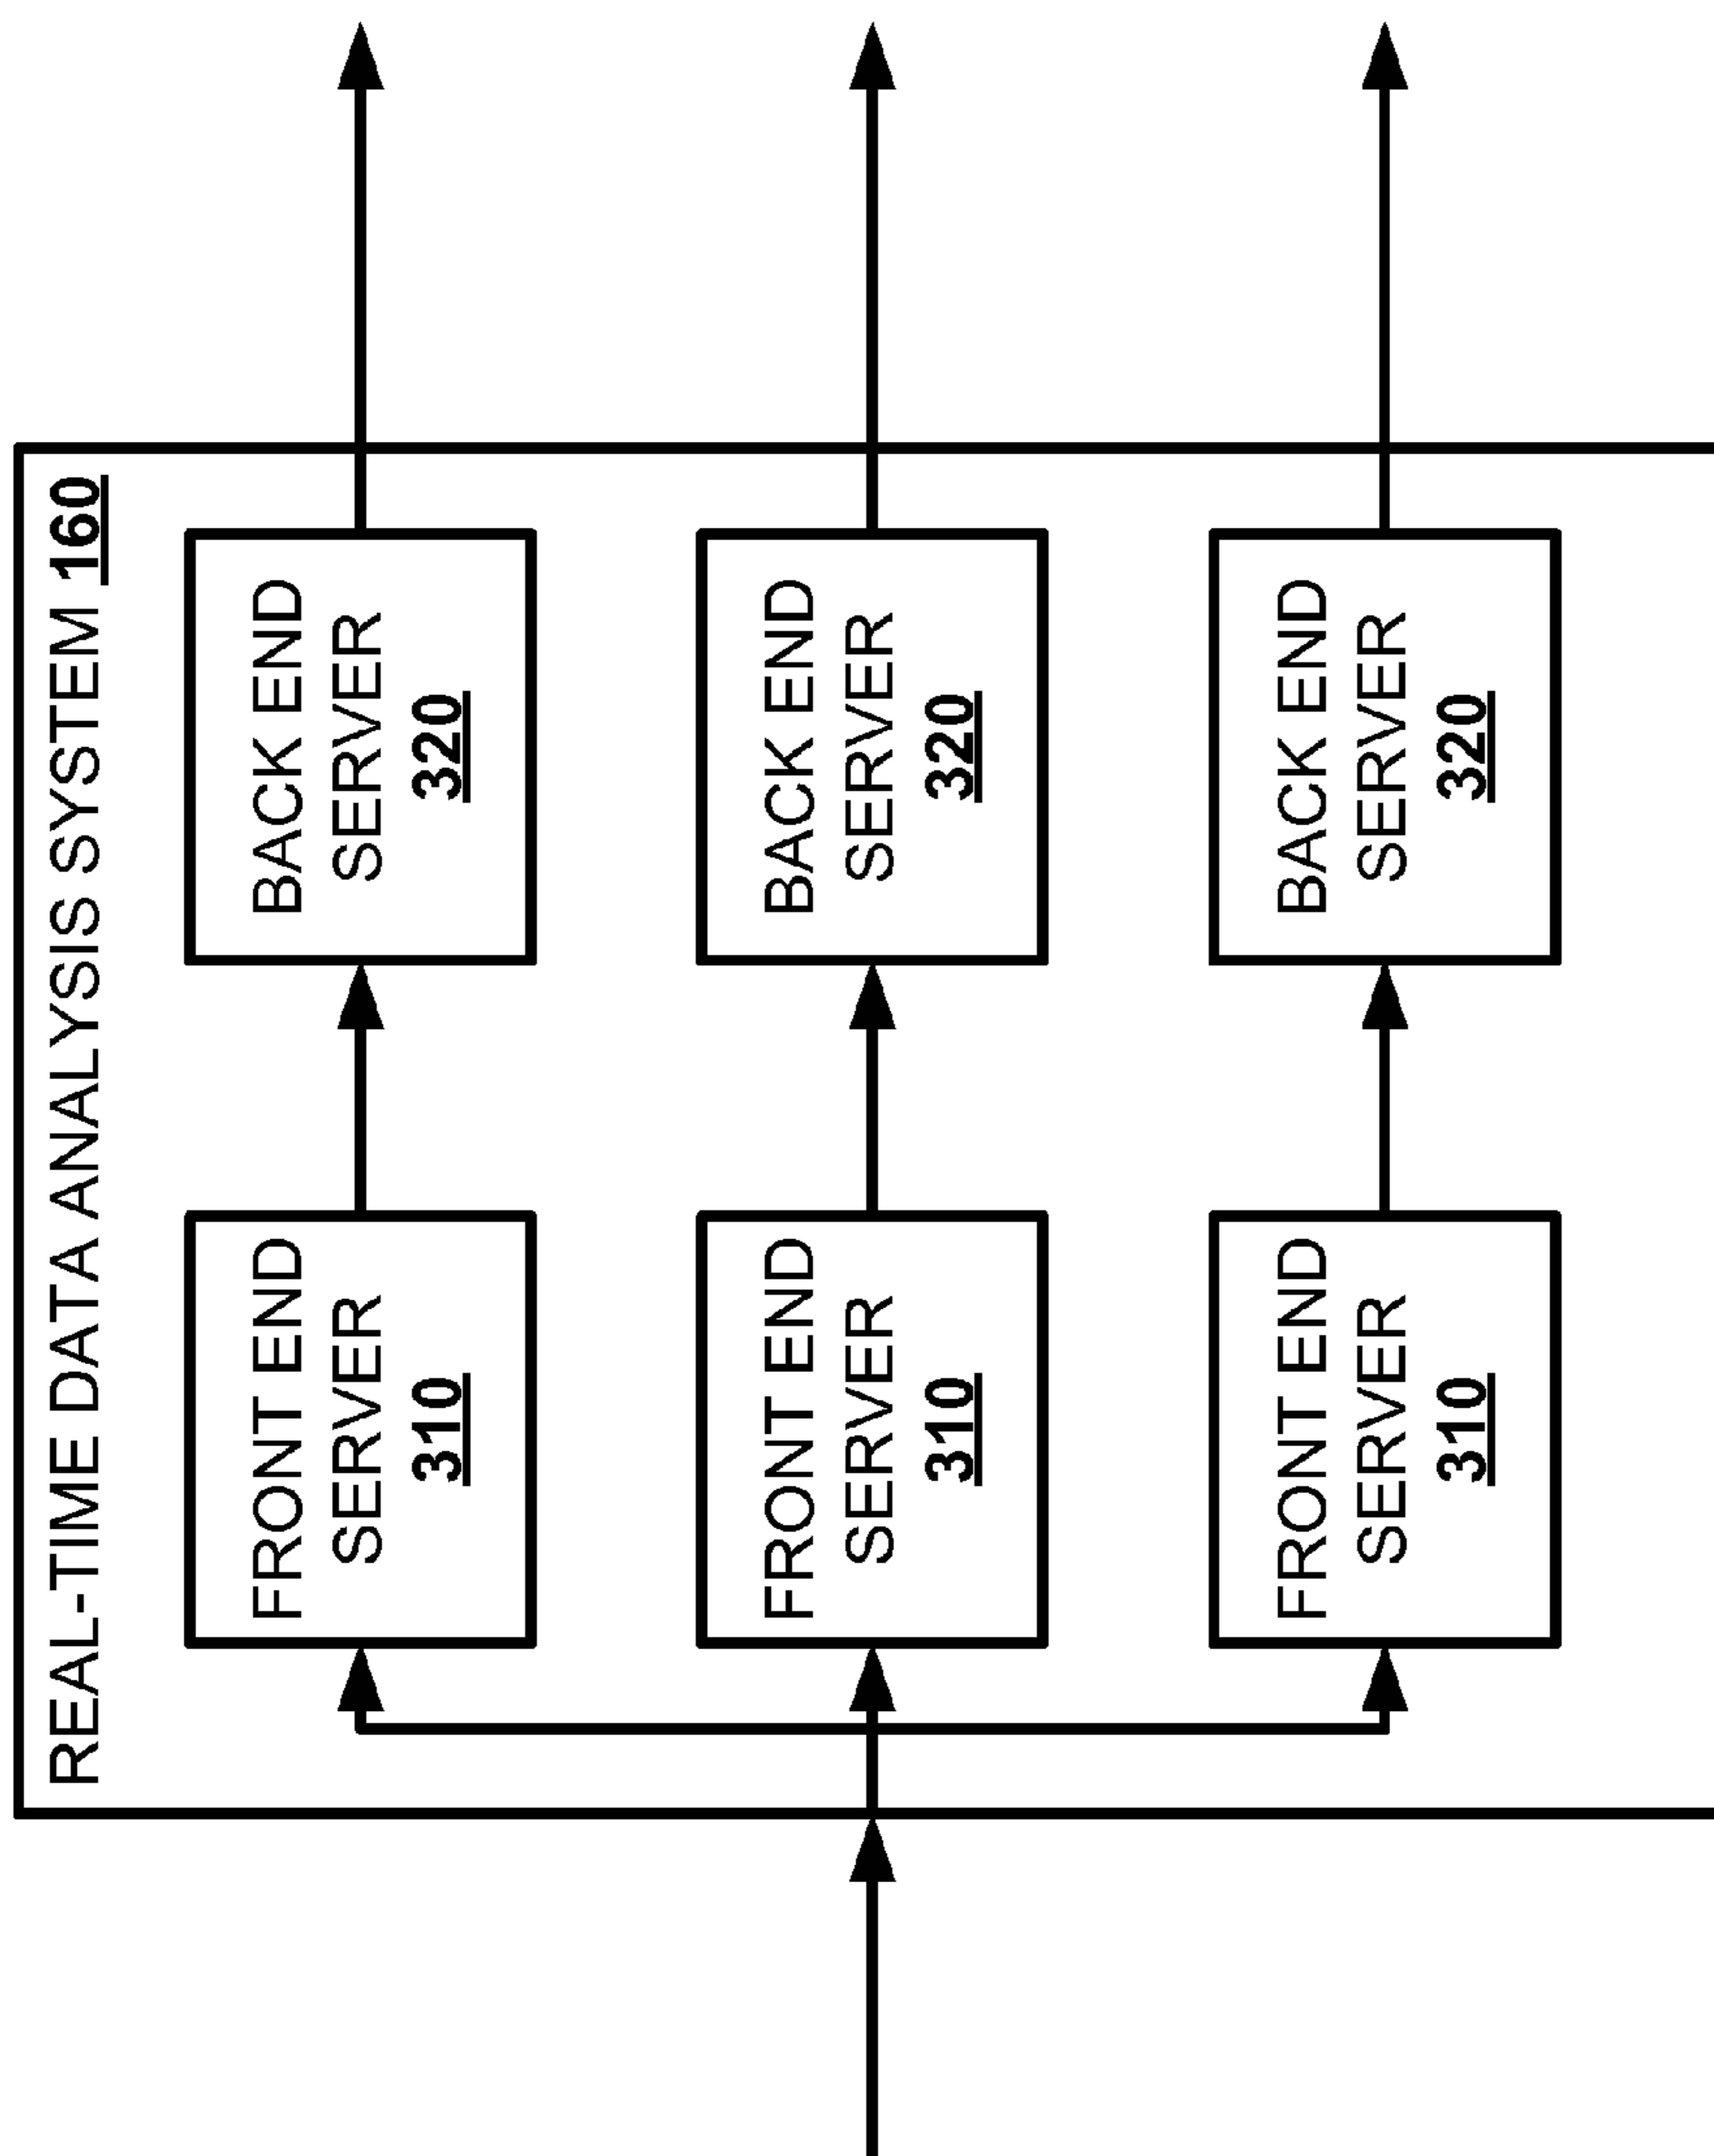 REAL-TIME DATA ANALYSIS SYSTEM 160
FRONT END
SERVER
310
BACK END
SERVER
320
FRONT END
SERVER
310
BACK END
SERVER
320
FRONT END
SERVER
310
BACK END
SERVER
320